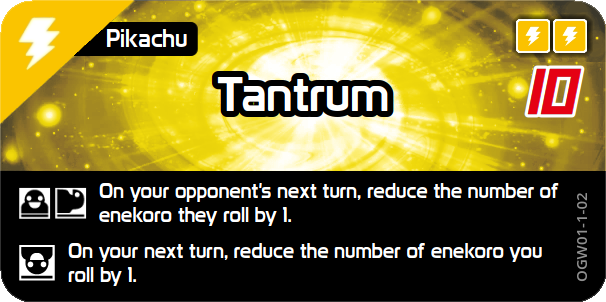 Pikachu
Tantrum
10
On your opponent's next turn, reduce the number of
enekoro they roll by 1.
On your next turn, reduce the number of enekoro you
roll by 1.
OGW01-1-02